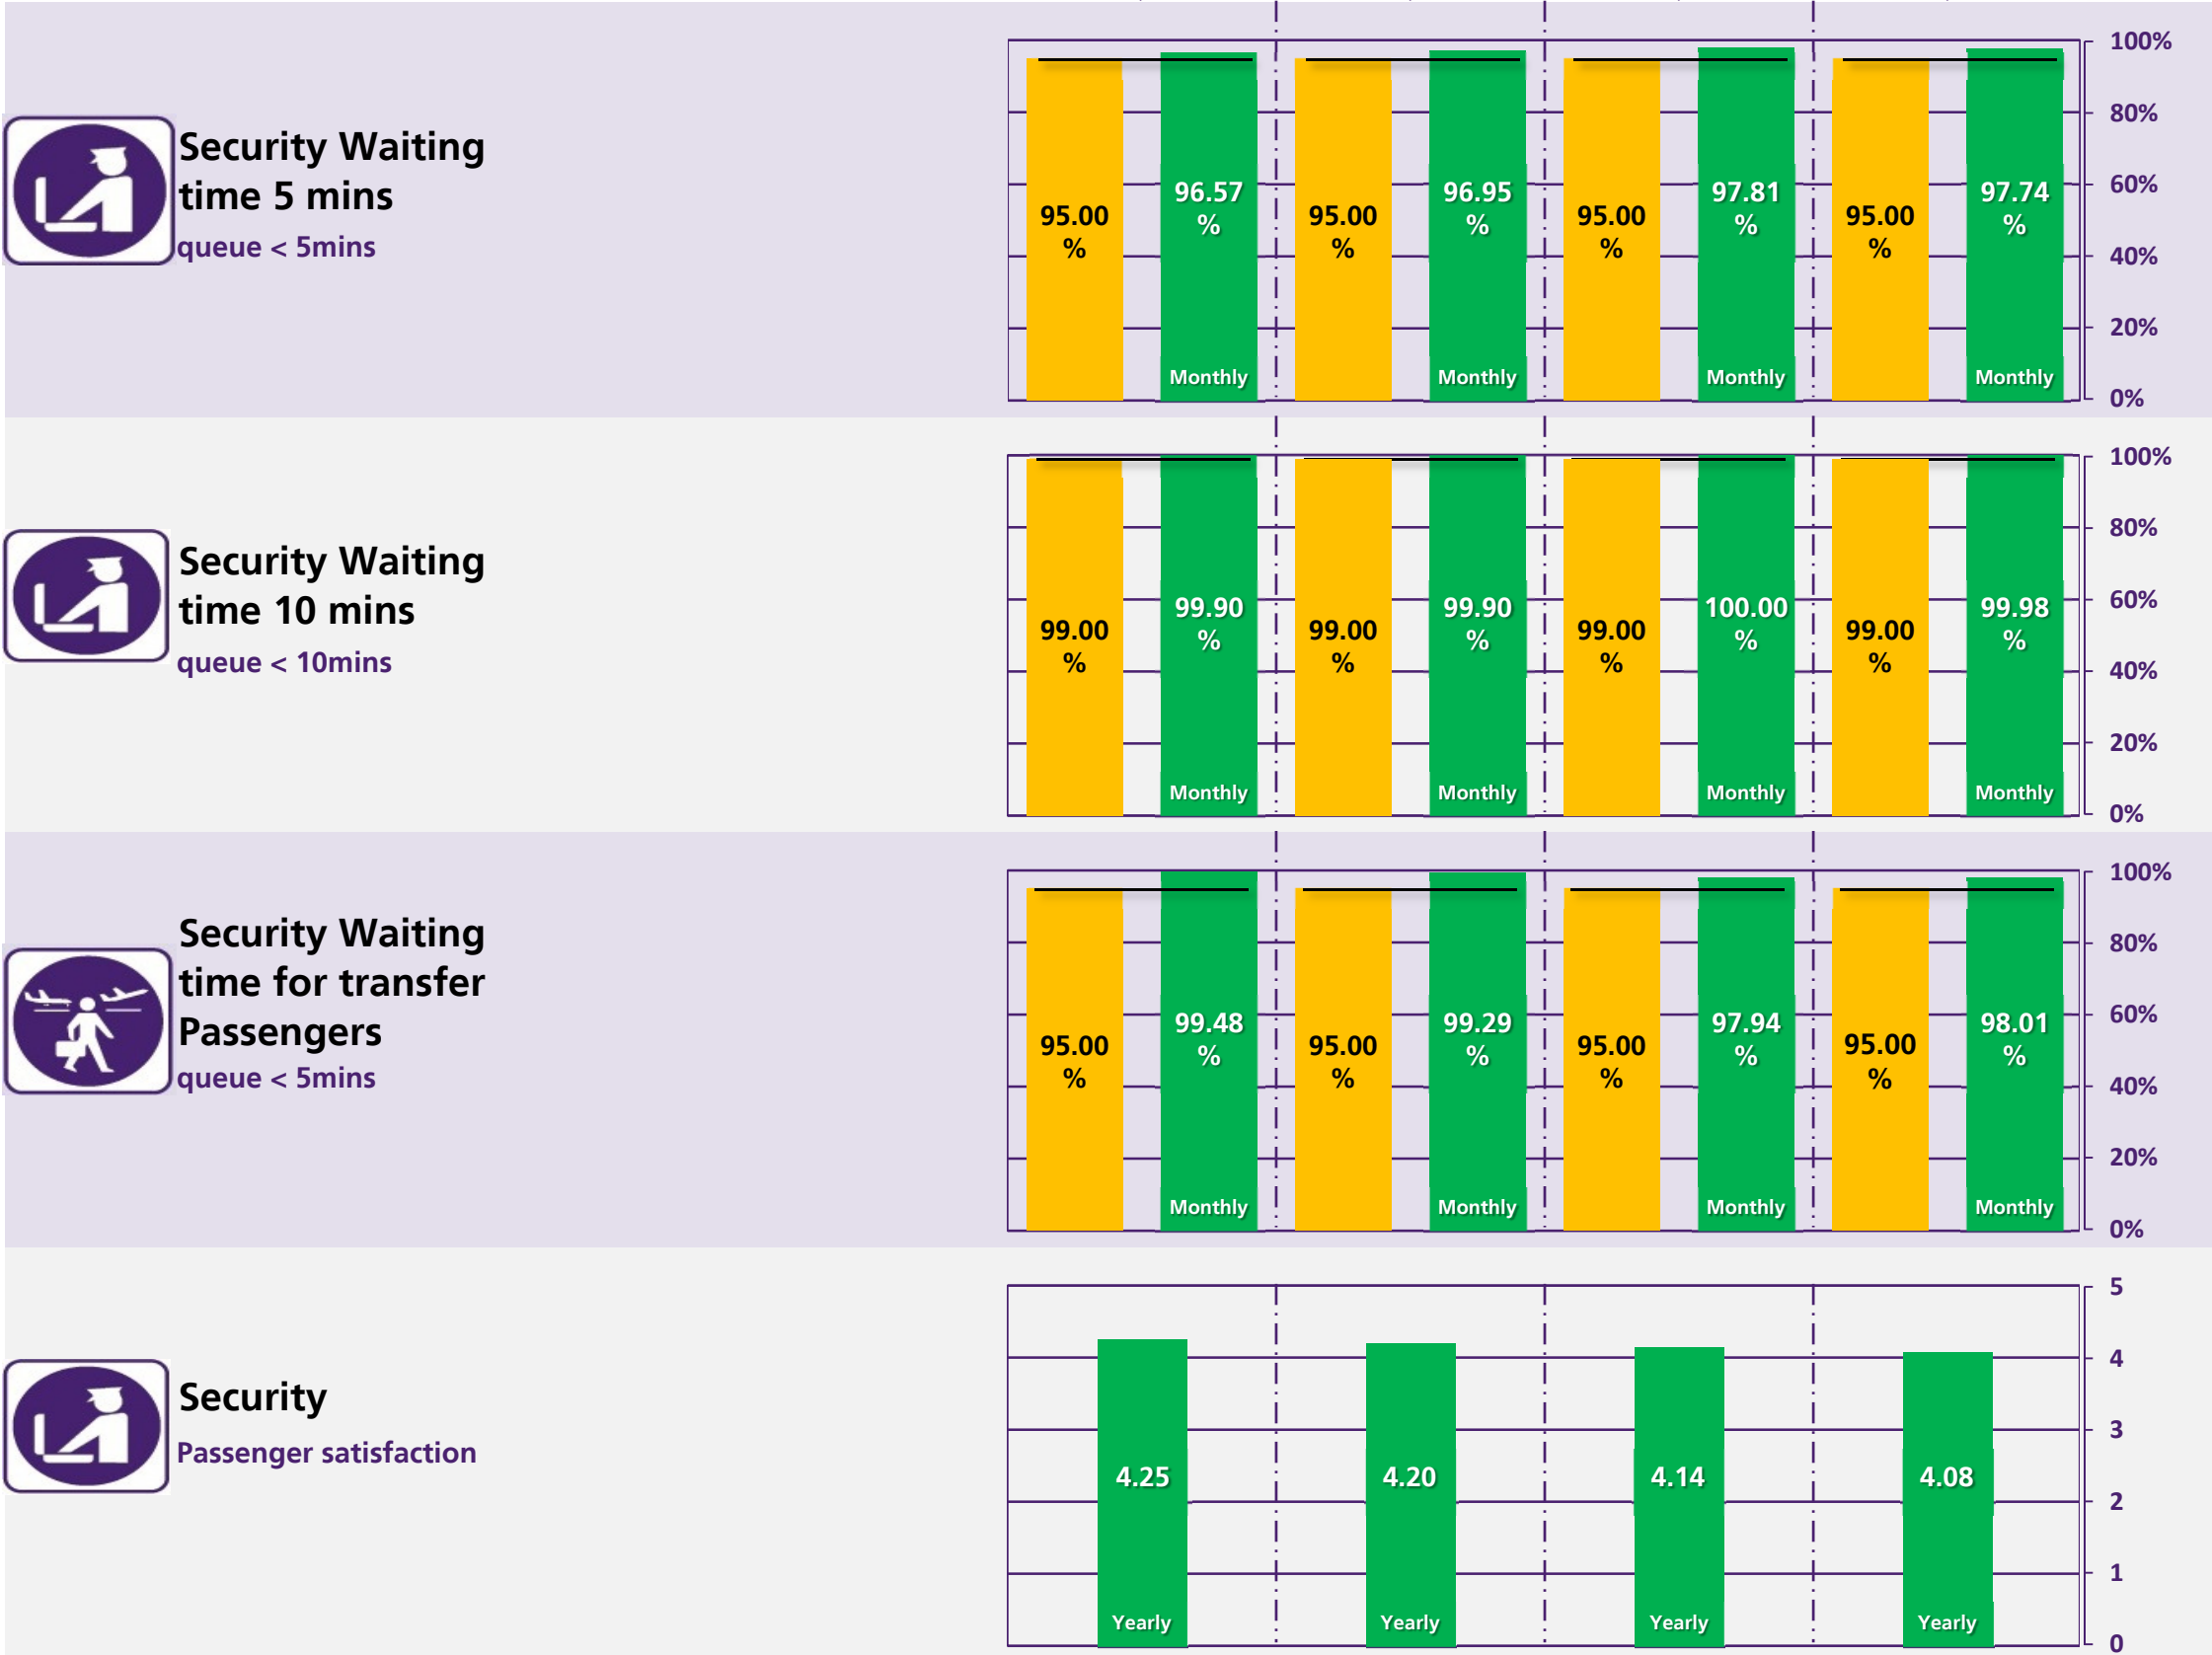 Security Waiting
time 5 mins
queue < 5mins
95.00
%
96.57
%
Monthly
95.00
%
96.95
%
Monthly
95.00
%
97.81
%
Monthly
95.00
%
97.74
%
Monthly
100%
80%
60%
40%
20%
0%
Security Waiting
time 10 mins
queue < 10mins
99.00
%
99.90
%
Monthly
99.00
%
99.90
%
Monthly
99.00
%
100.00
%
Monthly
99.00
%
99.98
%
Monthly
100%
80%
60%
40%
20%
0%
Security Waiting
time for transfer
Passengers
queue < 5mins
95.00
%
99.48
%
Monthly
95.00
%
99.29
%
Monthly
95.00
%
97.94
%
Monthly
95.00
%
98.01
%
Monthly
100%
80%
60%
40%
20%
0%
Security
Passenger satisfaction
4.25
Yearly
4.20
Yearly
4.14
Yearly
4.08
Yearly
5
4
3
2
1
0